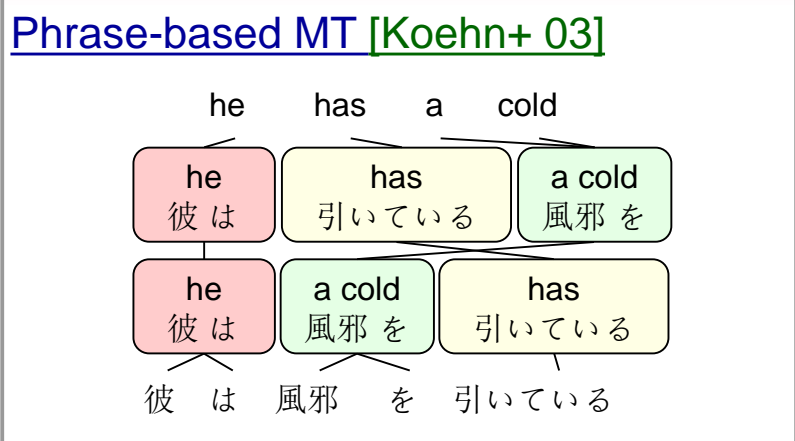 Phrase-based MT [Koehn+ 03]
he has a cold
he has a cold
彼 は 引いている 風邪 を
he a cold has
彼 は 風邪 を 引いている
彼 は 風邪 を 引いている